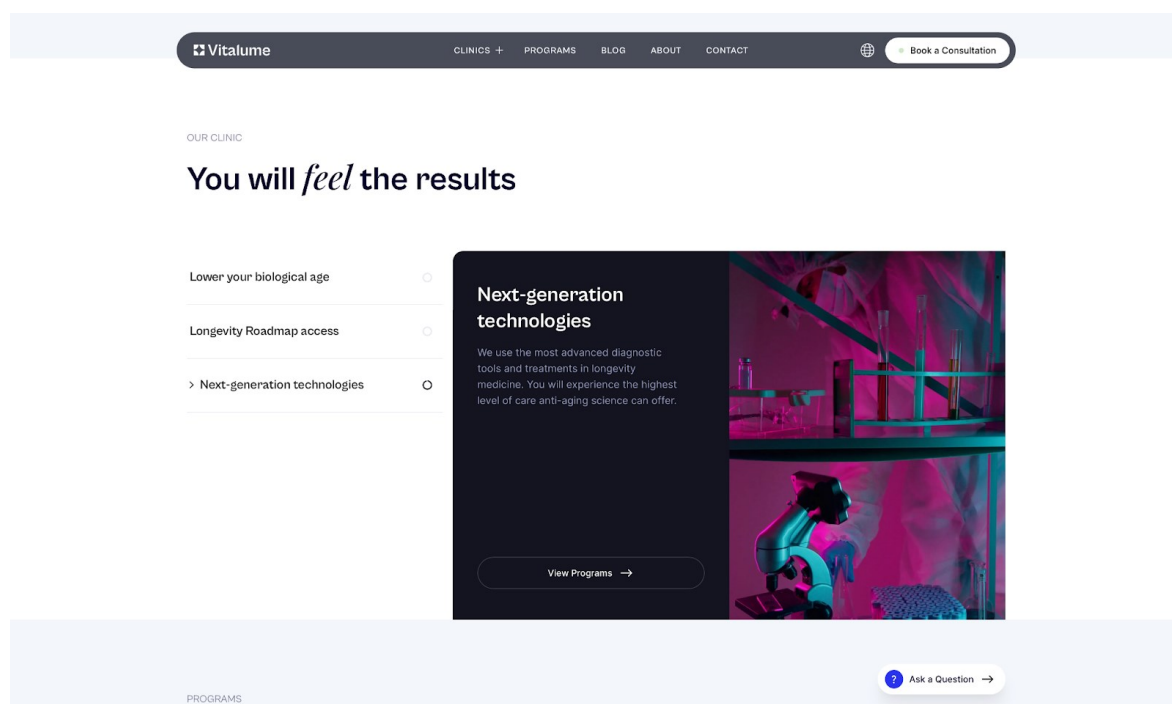 Vitalume
CLINICS +
PROGRAMS
BLOG
ABOUT
CONTACT
Book a Consultation
OUR CLINIC
You will feel the results
Lower your biological age
Longevity Roadmap access
> Next-generation technologies
Next-generation
technologies
We use the most advanced diagnostic
tools and treatments in longevity
medicine. You will experience the highest
level of care anti-aging science can offer.
View Programs →
? Ask a Question →
PROGRAMS